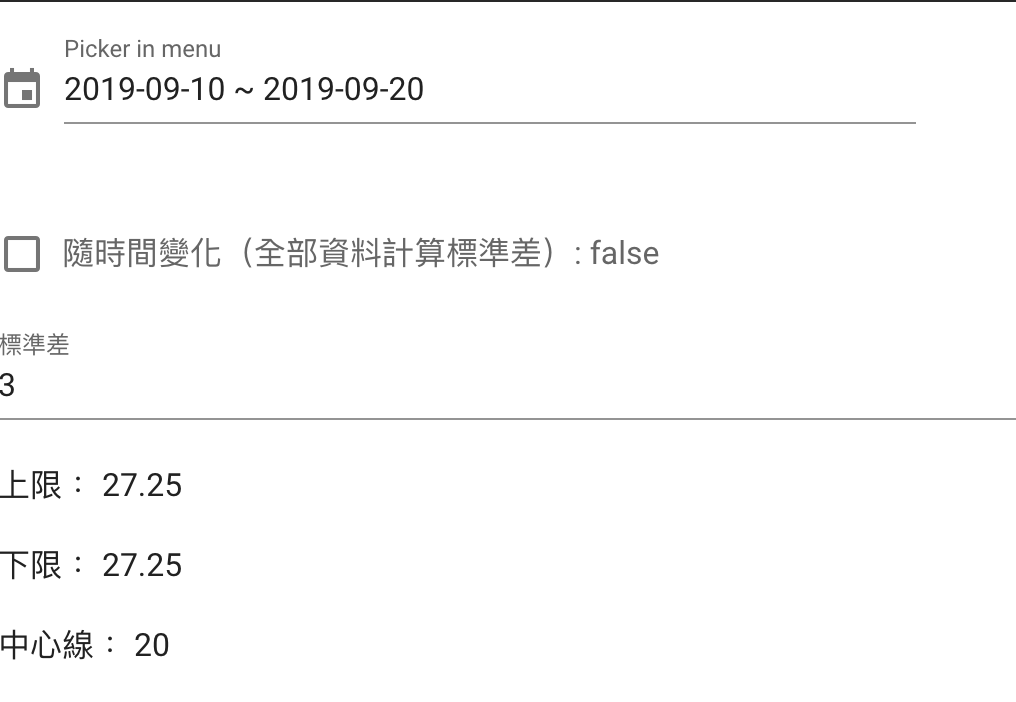 Picker in menu
2019-09-10 ~ 2019-09-20
隨時間變化（全部資料計算標準差）: false
標準差
3
上限： 27.25
下限： 27.25
中心線： 20